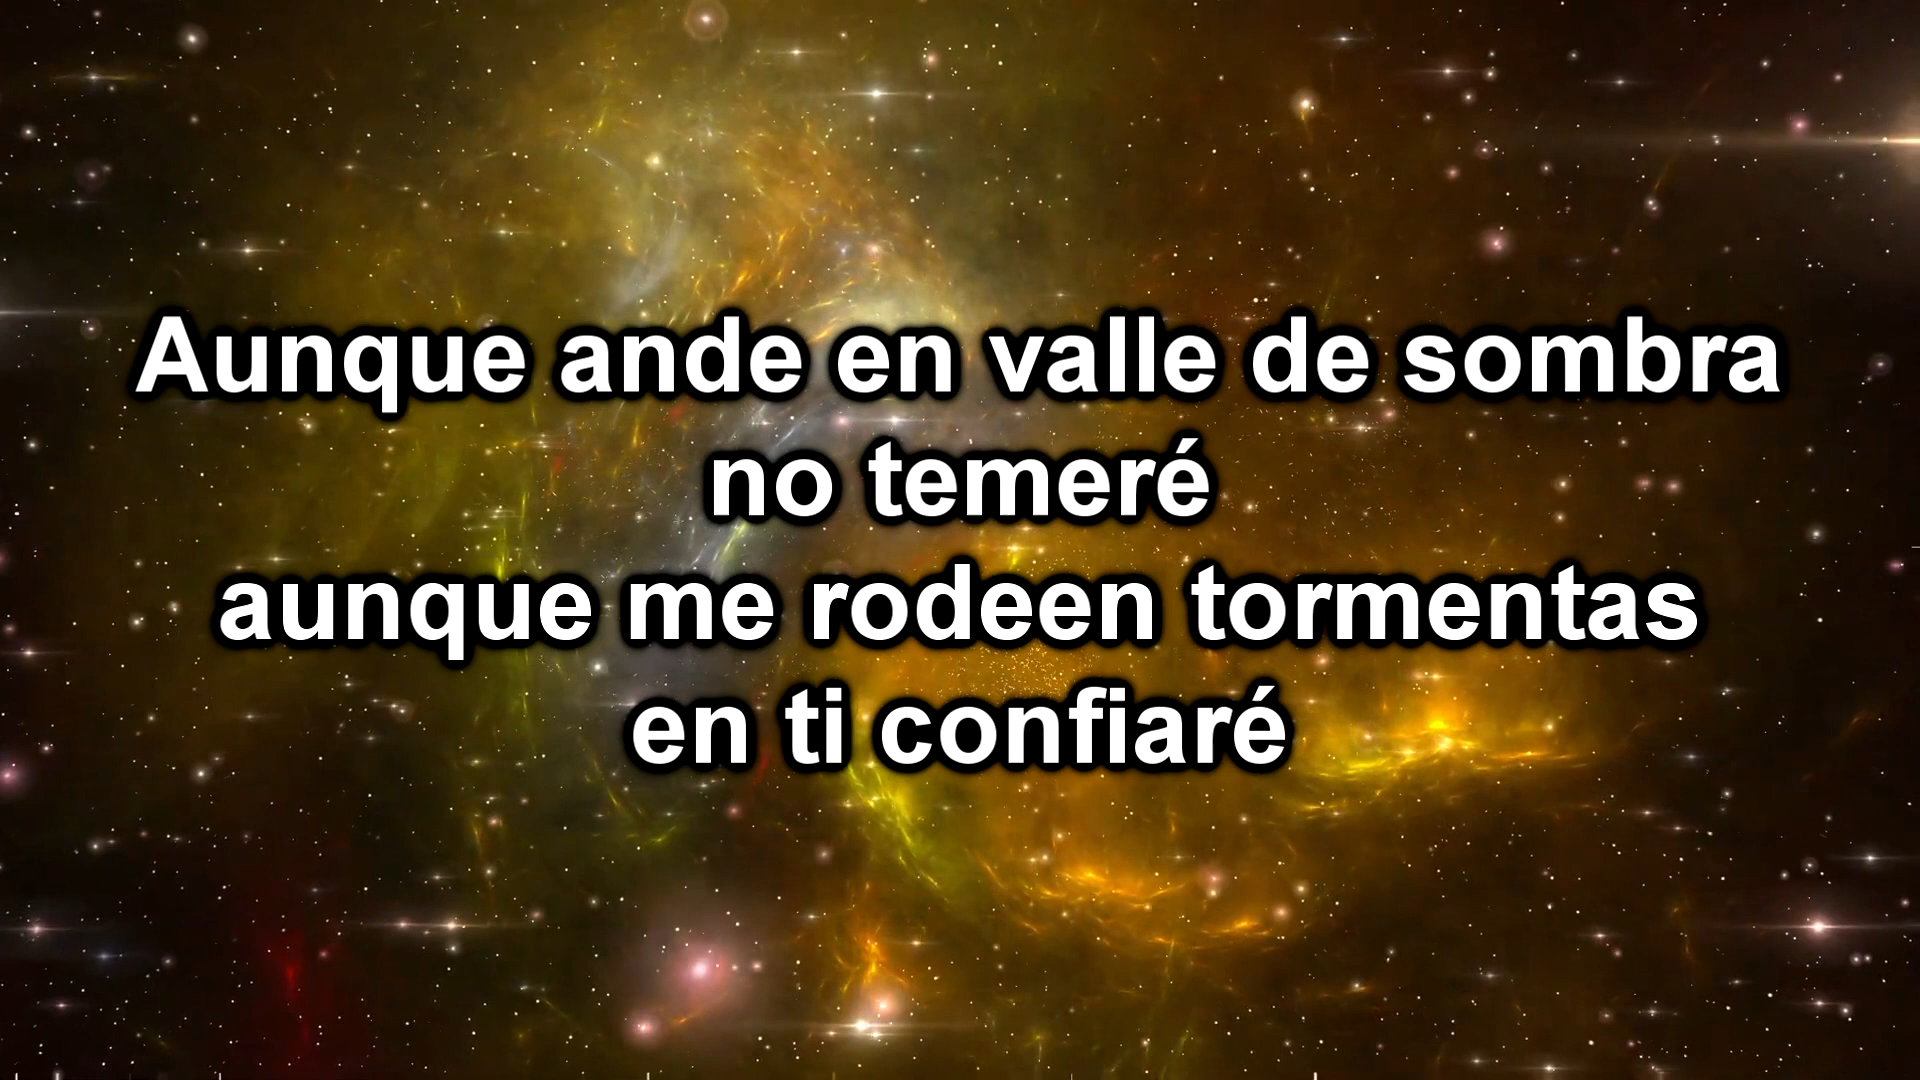 Aunque ande en valle de sombra
no temeré
aunque me rodeen tormentas
en ti confiaré